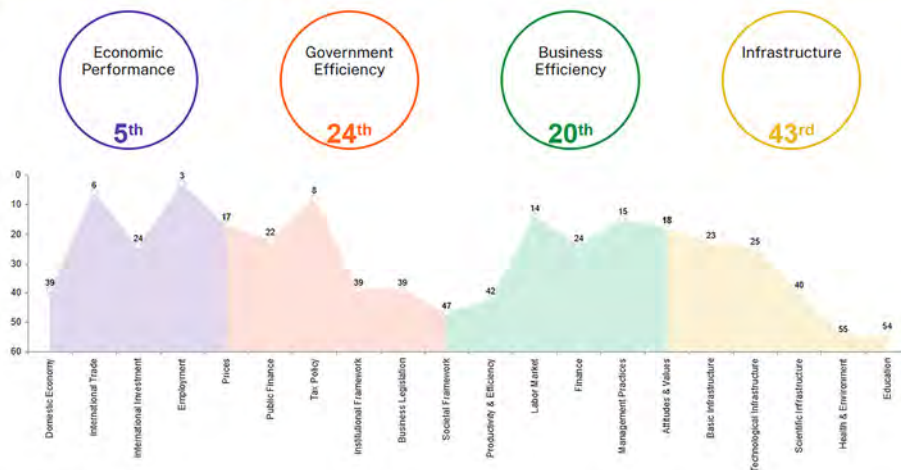 Economic
Performance
5th
Government
Efficiency
24th
Business
Efficiency
20th
Infrastructure
43rd
0
10
20
30
40
50
60
39
6
24
3
17
22
8
39
39
47
42
14
24
15
18
23
25
40
55
54
Domestic Economy
International Trade
International Investment
Employment
Prices
Public Finance
Tax Policy
Institutional Framework
Business Legislation
Societal Framework
Productivity & Efficiency
Labor Market
Finance
Management Practices
Attitudes & Values
Basic Infrastructure
Technological Infrastructure
Scientific Infrastructure
Health & Environment
Education